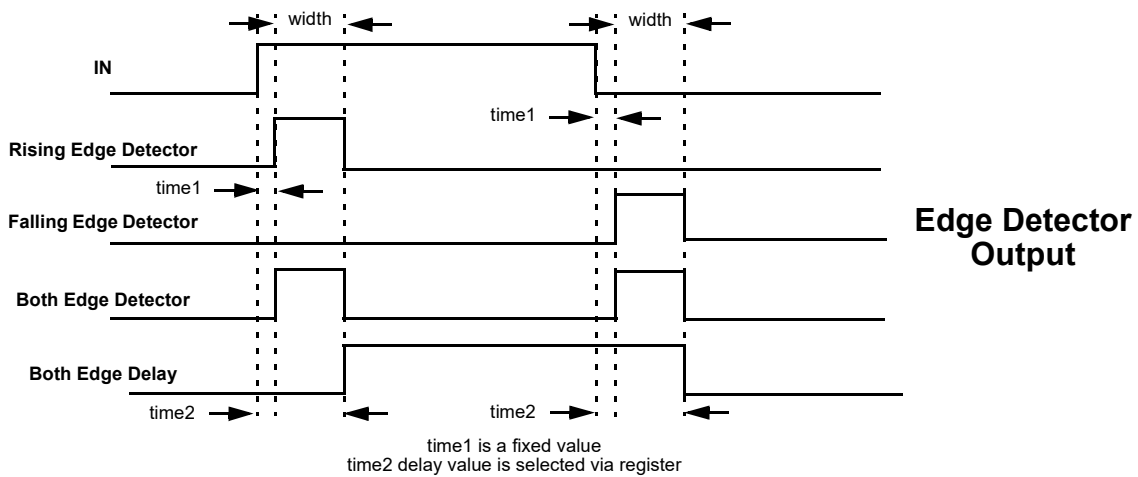 width
width
IN
time1
Rising Edge Detector
time1
Falling Edge Detector
Edge Detector
Output
Both Edge Detector
Both Edge Delay
time2
time2
time1 is a fixed value
time2 delay value is selected via register